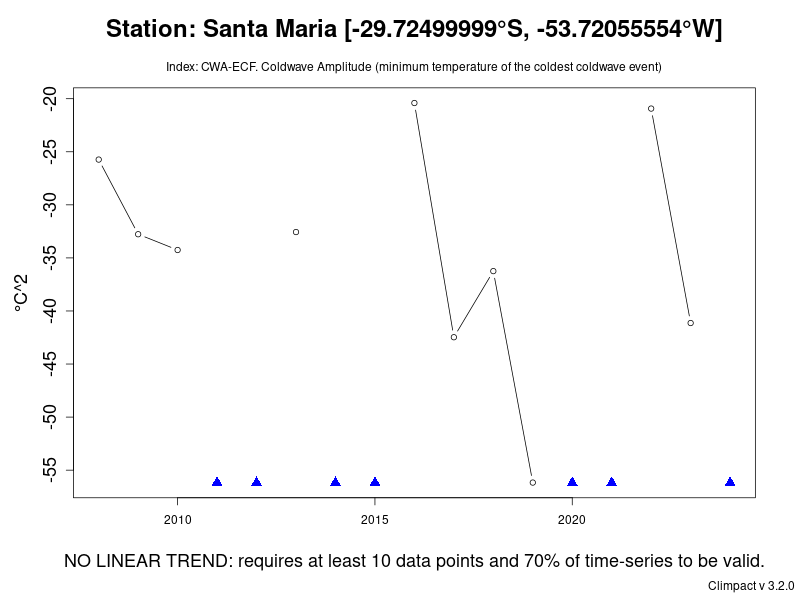 Station: Santa Maria [-29.72499999°S, -53.72055554°W]
Index: CWA-ECF. Coldwave Amplitude (minimum temperature of the coldest coldwave event)
-20
-25
-30
-35
-40
-45
-50
-55
°C^2
2010 2015 2020
NO LINEAR TREND: requires at least 10 data points and 70% of time-series to be valid.
Climpact v 3.2.0